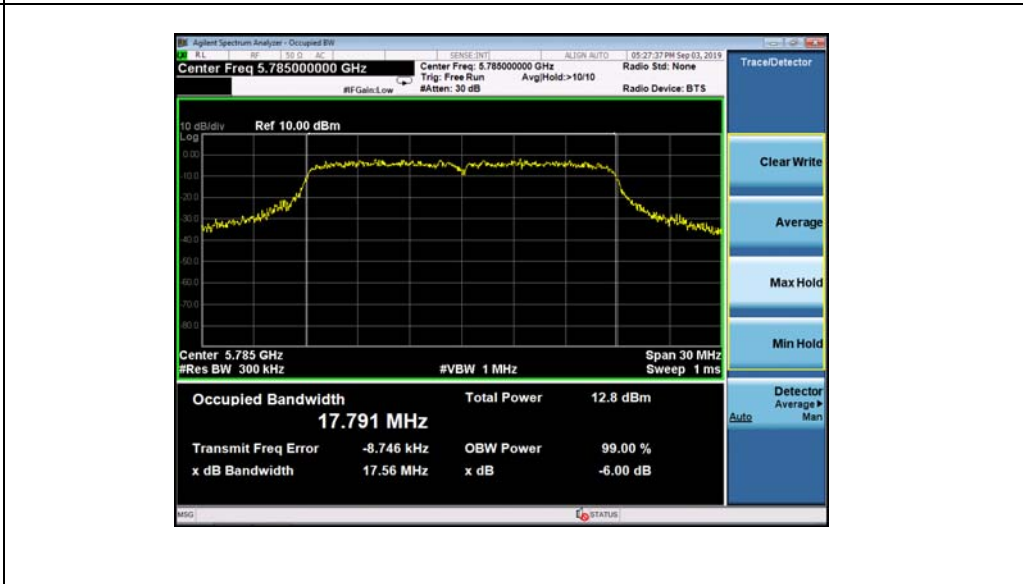 Agilent Spectrum Analyzer - Occupied BW
RL RF 50 Ω AC SENSE:INT ALIGN AUTO 05:27:37 PM Sep 03, 2019
Center Freq 5.785000000 GHz
Center Freq: 5.785000000 GHz
Radio Std: None
Trig: Free Run Avg|Hold:>10/10
#IFGain:Low
#Atten: 30 dB
Radio Device: BTS
10 dB/div Ref 10.00 dBm
Log
0.00
-10.0
-20.0
-30.0
-40.0
-50.0
-60.0
-70.0
-80.0
Center 5.785 GHz Span 30 MHz
#Res BW 300 kHz #VBW 1 MHz Sweep 1 ms
Occupied Bandwidth Total Power 12.8 dBm
17.791 MHz
Transmit Freq Error -8.746 kHz OBW Power 99.00 %
x dB Bandwidth 17.56 MHz x dB -6.00 dB
MSG STATUS
Trace/Detector
Clear Write
Average
Max Hold
Min Hold
Detector
Average
Auto Man